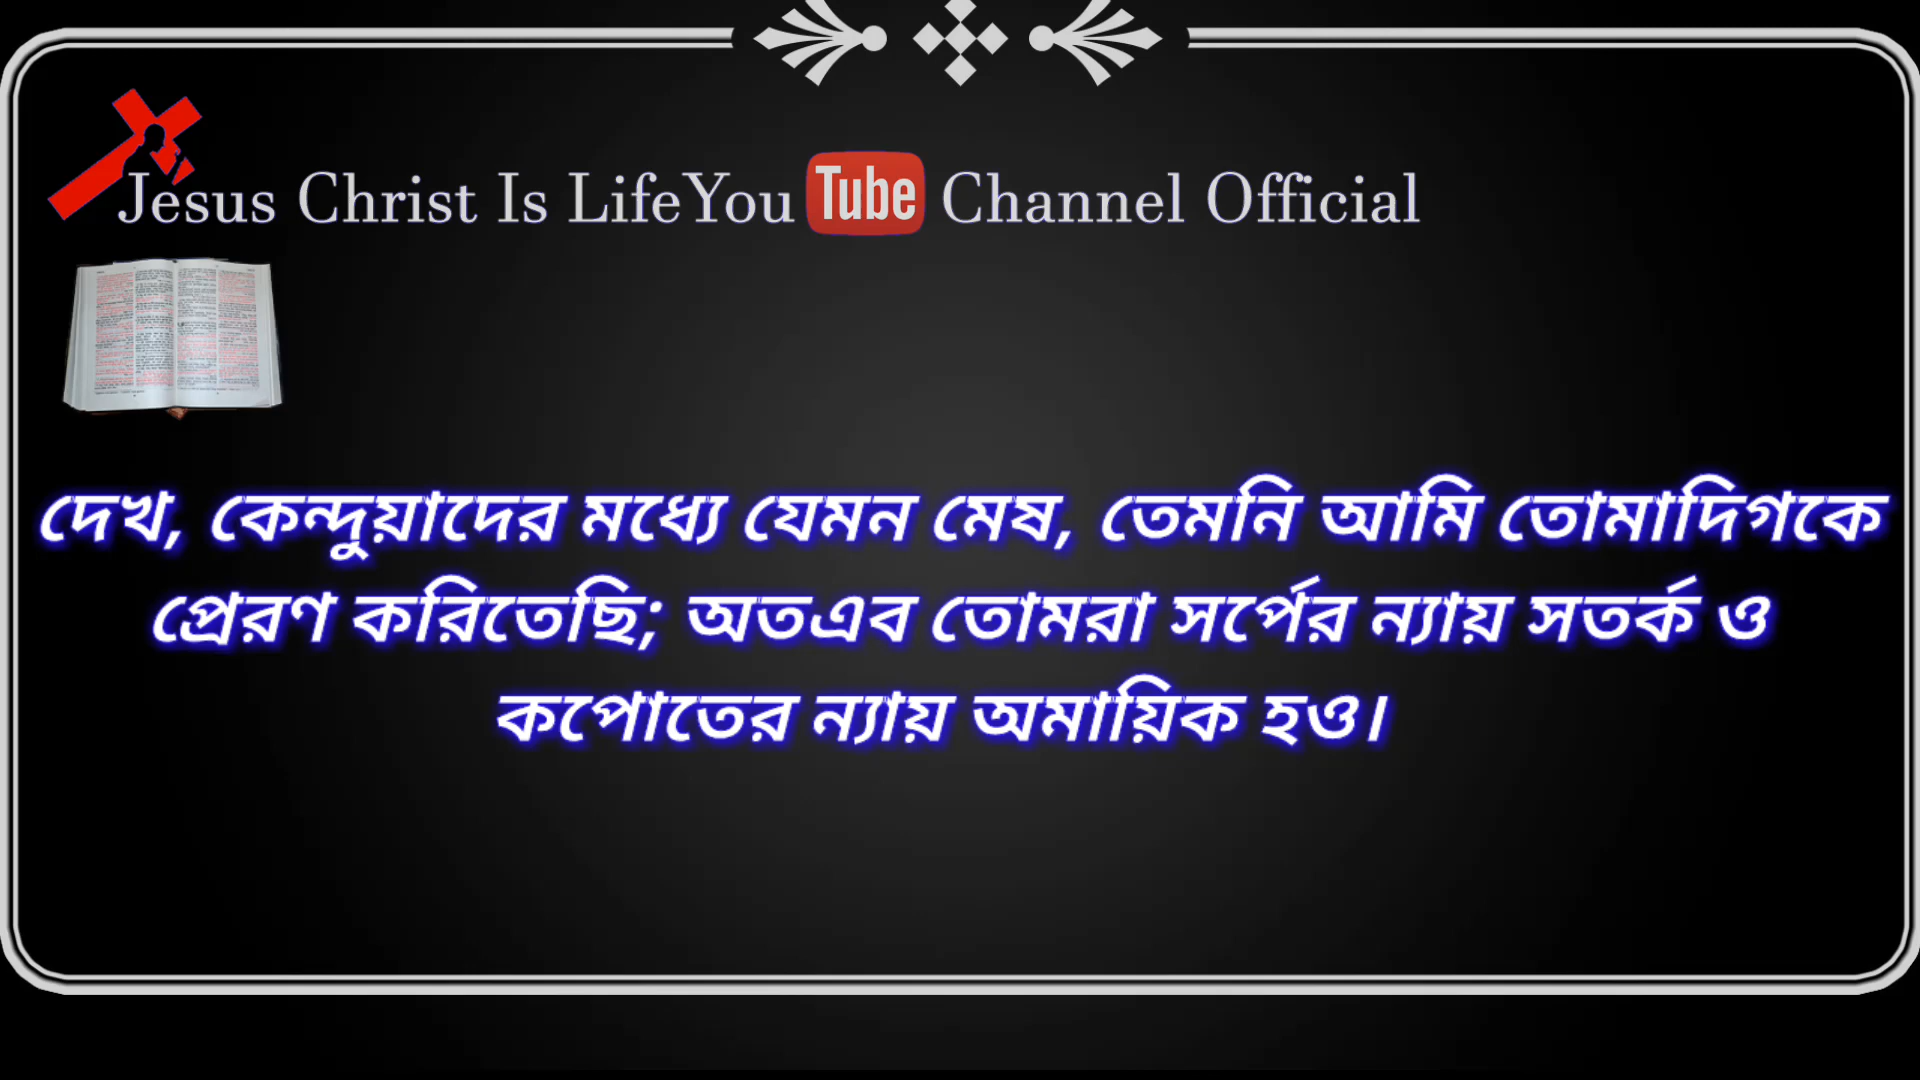 Jesus Christ Is LifeYou Tube Channel Official
দেখ, কেন্দুয়াদের মধ্যে যেমন মেষ, তেমনি আমি তোমাদিগকে
প্রেরণ করিতেছি; অতএব তোমরা সর্পের ন্যায় সতর্ক ও
কপোতের ন্যায় অমায়িক হও।